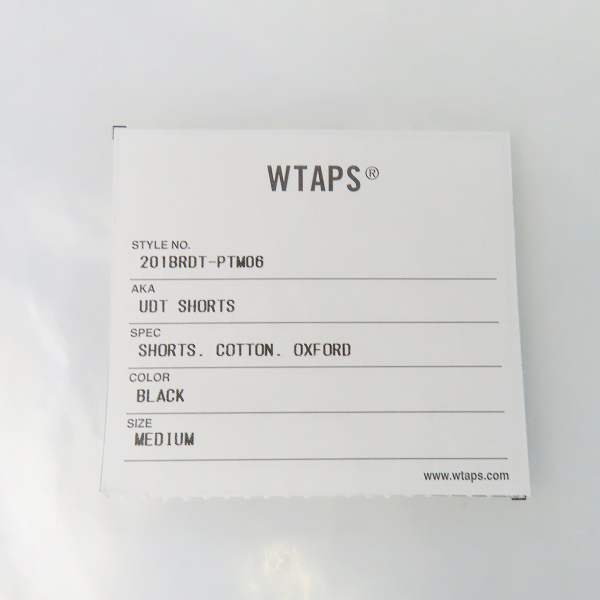 WTAPS®
STYLE NO.
201BRDT-PTM06
AKA
UDT SHORTS
SPEC
SHORTS. COTTON. OXFORD
COLOR
BLACK
SIZE
MEDIUM
www.wtaps.com